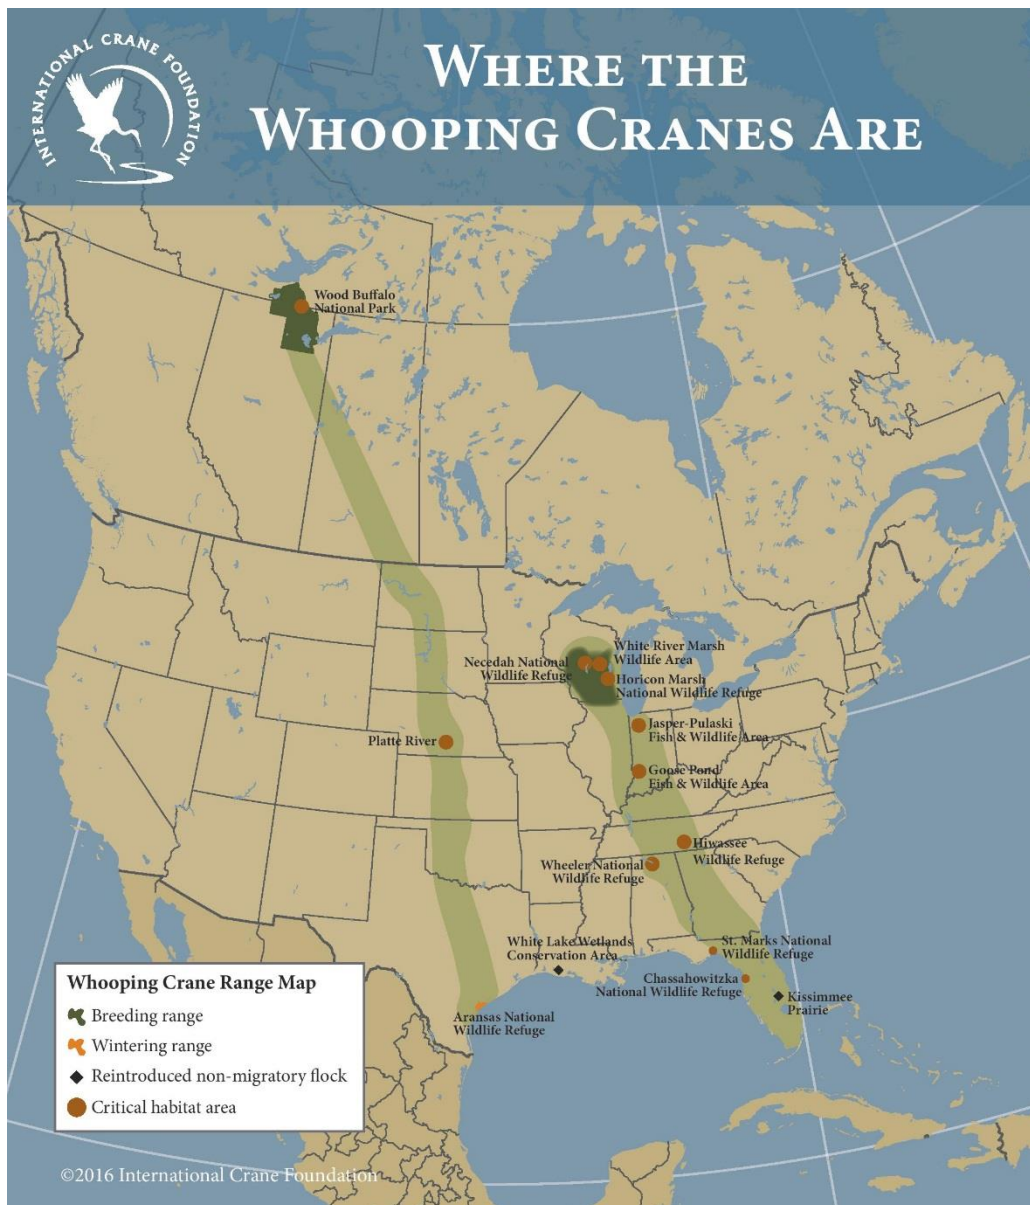 INTERNATIONAL CRANE FOUNDATION
WHERE THE
WHOOPING CRANES ARE
Wood Buffalo
National Park
White River Marsh
Wildlife Area
Necedah National
Wildlife Refuge
Horicon Marsh
National Wildlife Refuge
Platte River
Jasper-Pulaski
Fish & Wildlife Area
Goose Pond
Fish & Wildlife Area
Hiwassee
Wildlife Refuge
Wheeler National
Wildlife Refuge
White Lake Wetlands
Conservation Area
St. Marks National
Wildlife Refuge
Chassahowitzka
National Wildlife Refuge
Kissimmee
Prairie
Aransas National
Wildlife Refuge
Whooping Crane Range Map
Breeding range
Wintering range
Reintroduced non-migratory flock
Critical habitat area
©2016 International Crane Foundation